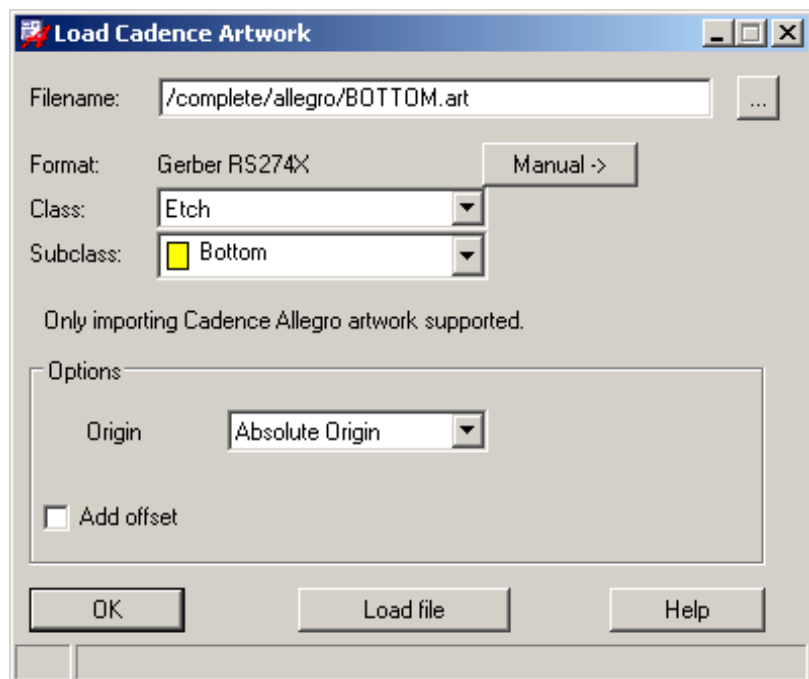 Load Cadence Artwork
Filename: /complete/allegro/BOTTOM.art ...
Format: Gerber RS274X Manual ->
Class: Etch
Subclass: Bottom
Only importing Cadence Allegro artwork supported.
Options
Origin Absolute Origin
Add offset
OK Load file Help